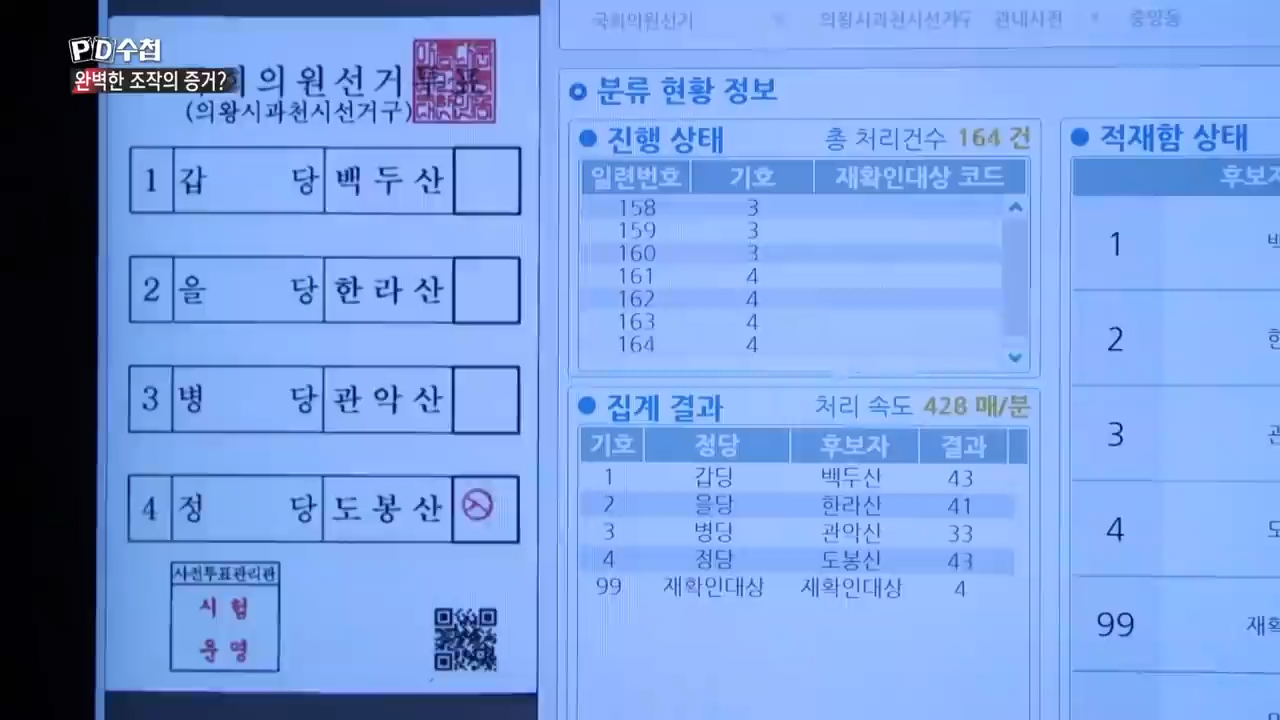 PD수첩
완벽한 조작의 증거?
회의원선거투표
(의왕시과천시선거구)
1 갑 당 백두산
2 을 당 한라산
3 병 당 관악산
4 정 당 도봉산
사전투표관리관
시험
운영
국회의원선거 의왕시과천시선거구 관내사전 중앙동
분류 현황 정보
진행 상태 총 처리건수 164 건
일련번호 기호 재확인대상 코드
158 3
159 3
160 3
161 4
162 4
163 4
164 4
집계 결과 처리 속도 428 매/분
기호 정당 후보자 결과
1 갑당 백두산 43
2 을당 한라산 41
3 병당 관악산 33
4 정당 도봉산 43
99 재확인대상 재확인대상 4
적재함 상태
후보자
1
2
3
4
99 재확